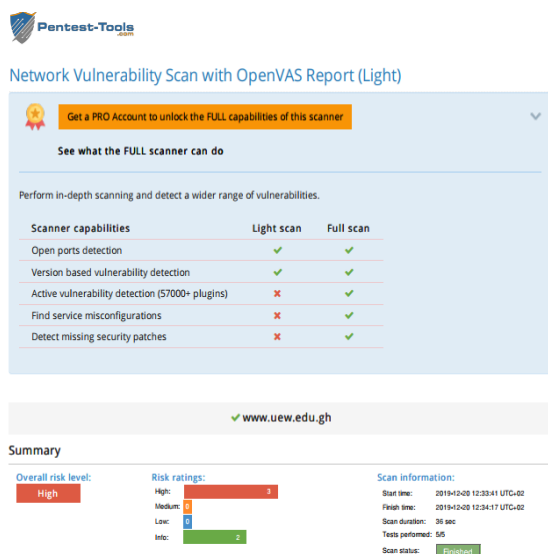 Pentest-Tools
.com
Network Vulnerability Scan with OpenVAS Report (Light)
Get a PRO Account to unlock the FULL capabilities of this scanner
See what the FULL scanner can do
Perform in-depth scanning and detect a wider range of vulnerabilities.
Scanner capabilities Light scan Full scan
Open ports detection
Version based vulnerability detection
Active vulnerability detection (57000+ plugins)
Find service misconfigurations
Detect missing security patches
www.uew.edu.gh
Summary
Overall risk level: Risk ratings: Scan information:
High High: 3 Start time: 2019-12-20 12:33:41 UTC+02
Medium: 0 Finish time: 2019-12-20 12:34:17 UTC+02
Low: 0 Scan duration: 36 sec
Info: 2 Tests performed: 5/5
Scan status: Finished